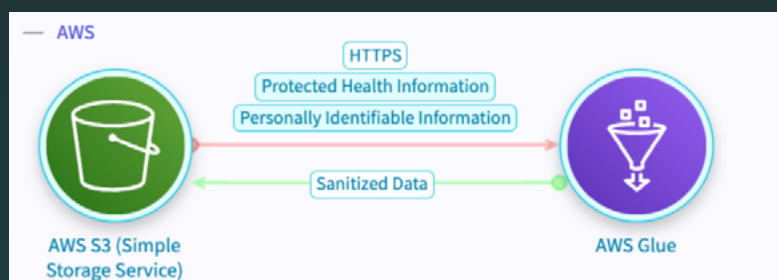 AWS
HTTPS
Protected Health Information
Personally Identifiable Information
Sanitized Data
AWS S3 (Simple
Storage Service)
AWS Glue